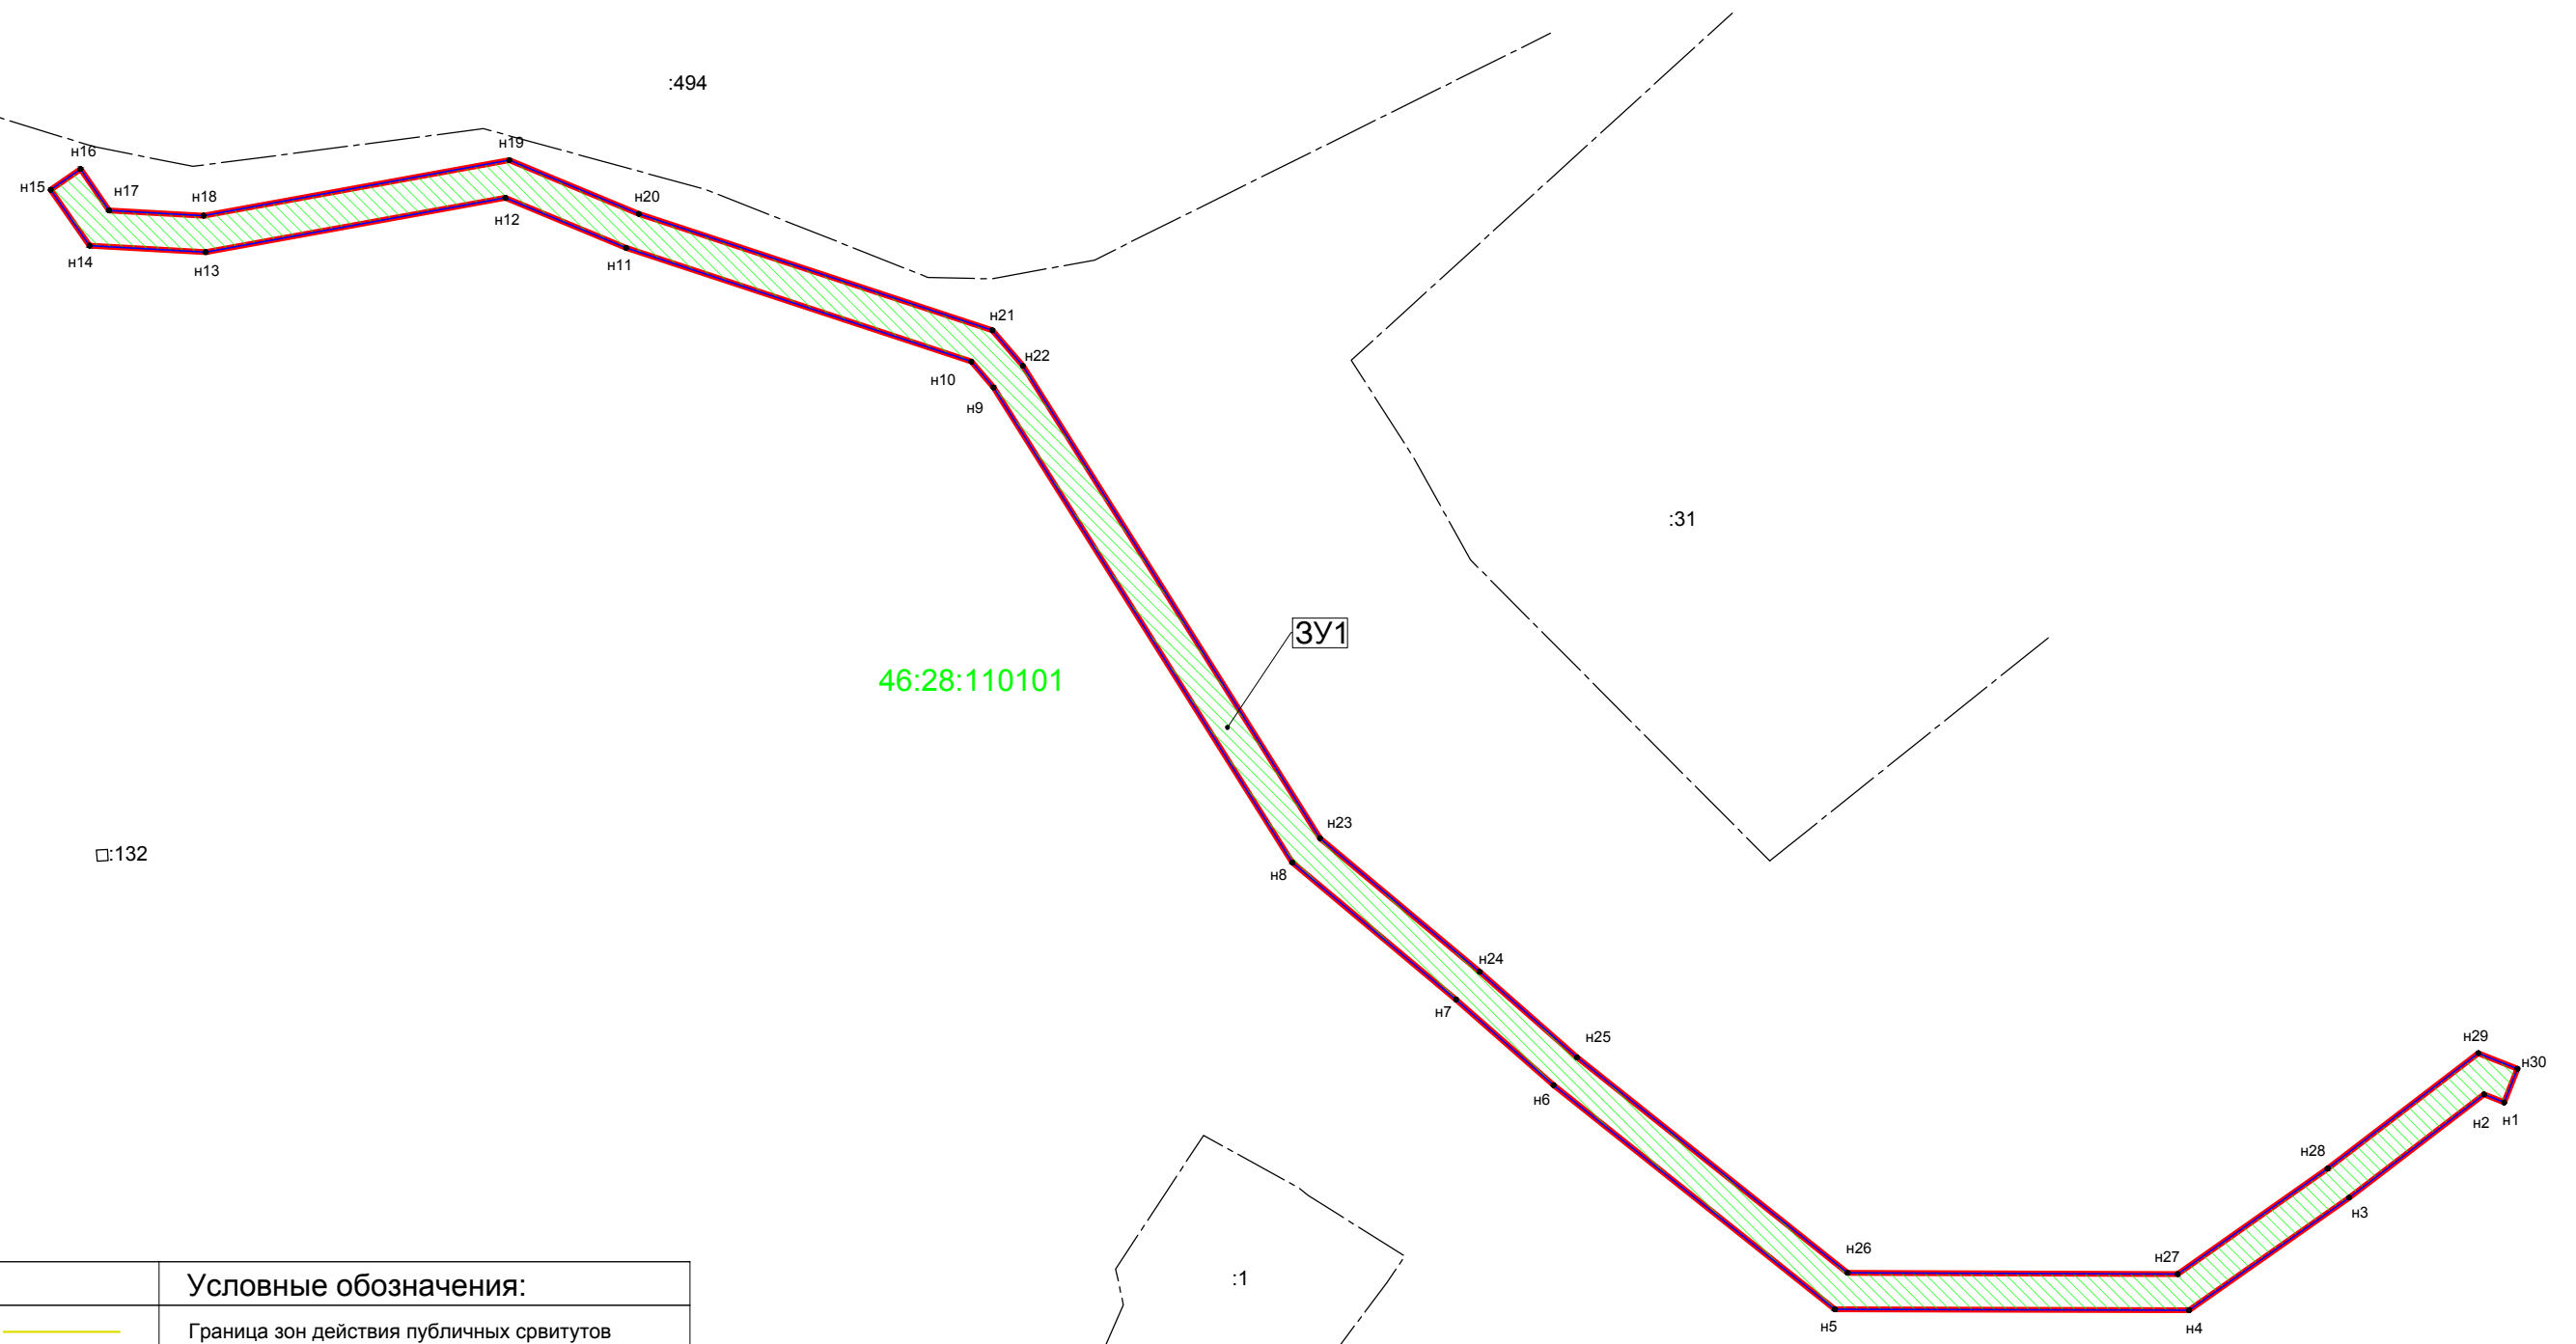 :494
н19
н16
н15
н17
н18
н20
н12
н14
н13
н11
н21
н22
н10
н9
:31
ЗУ1
46:28:110101
н23
□:132
н8
н24
н7
н25
н29
н30
н6
н2
н1
н28
н3
н26
н27
:1
Условные обозначения:
н5
н4
Граница зон действия публичных срвитутов